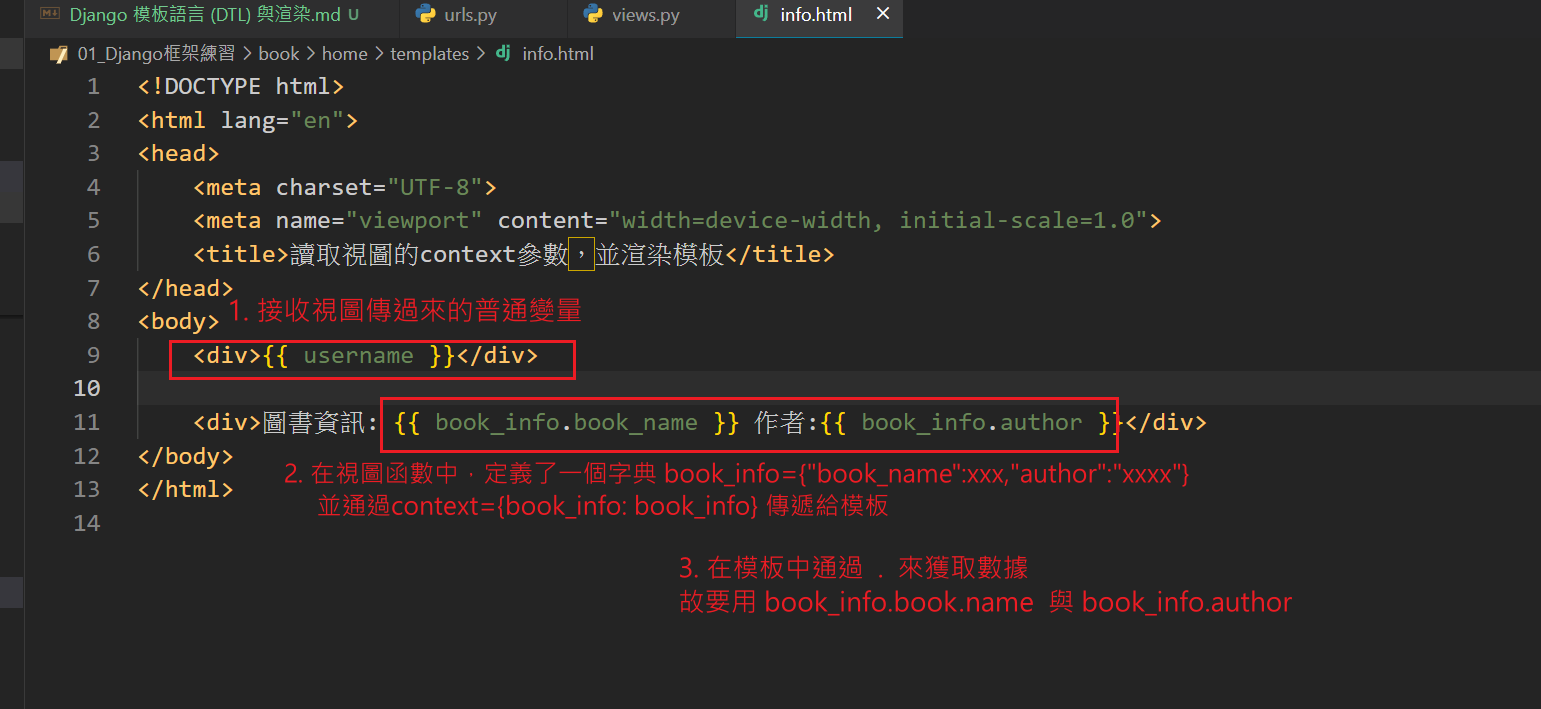 Django 模板語言 (DTL) 與渲染.md U urls.py views.py info.html ×
01_Django框架練習 > book > home > templates > info.html
1 <!DOCTYPE html>
2 <html lang="en">
3 <head>
4 <meta charset="UTF-8">
5 <meta name="viewport" content="width=device-width, initial-scale=1.0">
6 <title>讀取視圖的context參數，並渲染模板</title>
7 </head>
1. 接收視圖傳過來的普通變量
8 <body>
9 <div>{{ username }}</div>
10
11 <div>圖書資訊: {{ book_info.book_name }} 作者:{{ book_info.author }}</div>
12 </body>
2. 在視圖函數中，定義了一個字典 book_info={"book_name":xxx,"author":"xxxx"}
13 </html>
並通過context={book_info: book_info} 傳遞給模板
14
3. 在模板中通過 . 來獲取數據
故要用 book_info.book.name 與 book_info.author